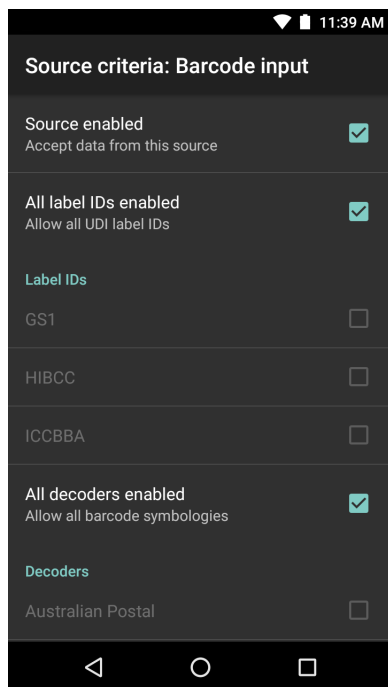 11:39 AM
Source criteria: Barcode input
Source enabled
Accept data from this source
All label IDs enabled
Allow all UDI label IDs
Label IDs
GS1
HIBCC
ICCBBA
All decoders enabled
Allow all barcode symbologies
Decoders
Australian Postal